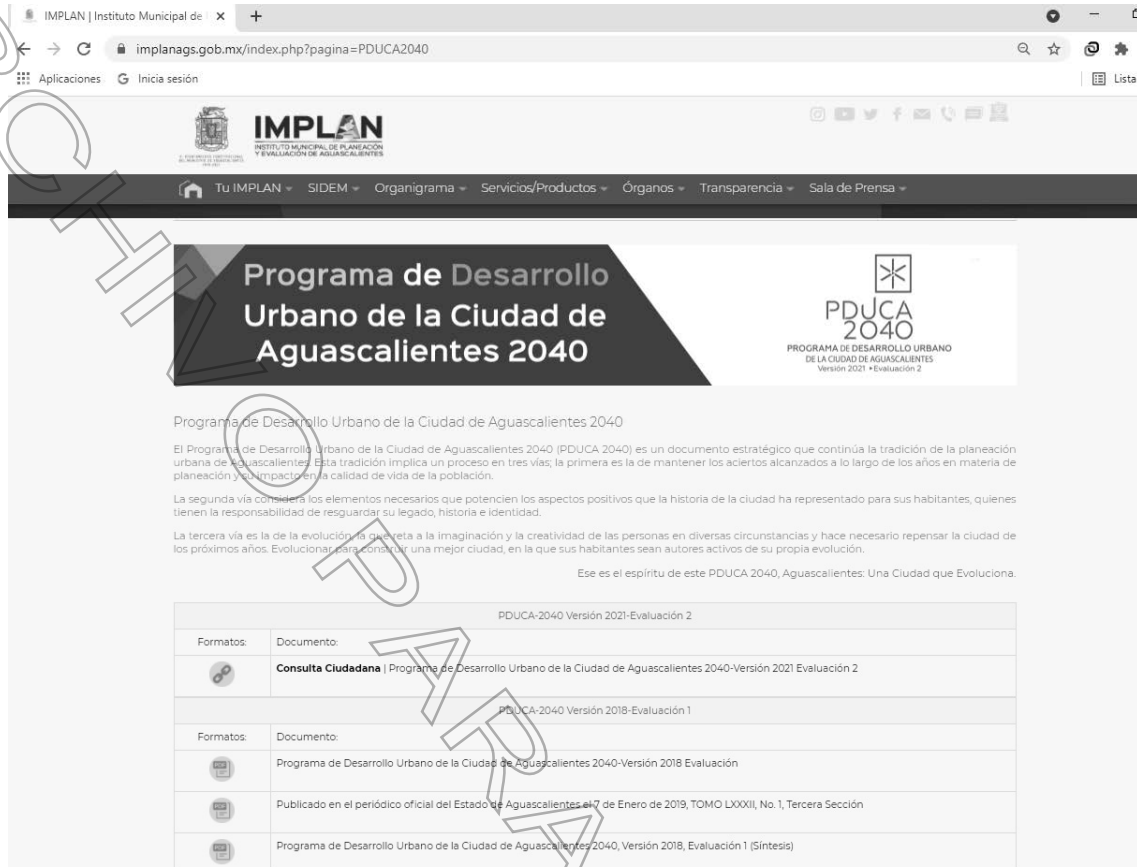 IMPLAN | Instituto Municipal de
implanags.gob.mx/index.php?pagina=PDUCA2040
Aplicaciones G Inicia sesión Lista
IMPLAN
INSTITUTO MUNICIPAL DE PLANEACIÓN
Y EVALUACIÓN DE AGUASCALIENTES
Tu IMPLAN SIDEM Organigrama Servicios/Productos Órganos Transparencia Sala de Prensa
Programa de Desarrollo
Urbano de la Ciudad de
Aguascalientes 2040
PDUCA
2040
PROGRAMA DE DESARROLLO URBANO
DE LA CIUDAD DE AGUASCALIENTES
Versión 2021 • Evaluación 2
Programa de Desarrollo Urbano de la Ciudad de Aguascalientes 2040
El Programa de Desarrollo Urbano de la Ciudad de Aguascalientes 2040 (PDUCA 2040) es un documento estratégico que continúa la tradición de la planeación
urbana de Aguascalientes. Esta tradición implica un proceso en tres vías; la primera es la de mantener los aciertos alcanzados a lo largo de los años en materia de
planeación y su impacto en la calidad de vida de la población.
La segunda vía considera los elementos necesarios que potencien los aspectos positivos que la historia de la ciudad ha representado para sus habitantes, quienes
tienen la responsabilidad de resguardar su legado, historia e identidad.
La tercera vía es la de la evolución, la que reta a la imaginación y la creatividad de las personas en diversas circunstancias y hace necesario repensar la ciudad de
los próximos años. Evolucionar para construir una mejor ciudad, en la que sus habitantes sean autores activos de su propia evolución.
Ese es el espíritu de este PDUCA 2040, Aguascalientes: Una Ciudad que Evoluciona.
PDUCA-2040 Versión 2021-Evaluación 2
Formatos: Documento:
Consulta Ciudadana | Programa de Desarrollo Urbano de la Ciudad de Aguascalientes 2040-Versión 2021 Evaluación 2
PDUCA-2040 Versión 2018-Evaluación 1
Formatos: Documento:
Programa de Desarrollo Urbano de la Ciudad de Aguascalientes 2040-Versión 2018 Evaluación
Publicado en el periódico oficial del Estado de Aguascalientes el 7 de Enero de 2019, TOMO LXXXII, No. 1, Tercera Sección
Programa de Desarrollo Urbano de la Ciudad de Aguascalientes 2040, Versión 2018, Evaluación 1 (Síntesis)
RCHIVO PARA